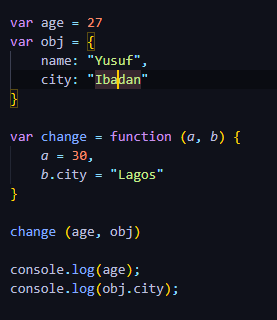 var age = 27
var obj = {
    name: "Yusuf",
    city: "Ibadan"
}
var change = function (a, b) {
    a = 30,
    b.city = "Lagos"
}
change (age, obj)
console.log(age);
console.log(obj.city);